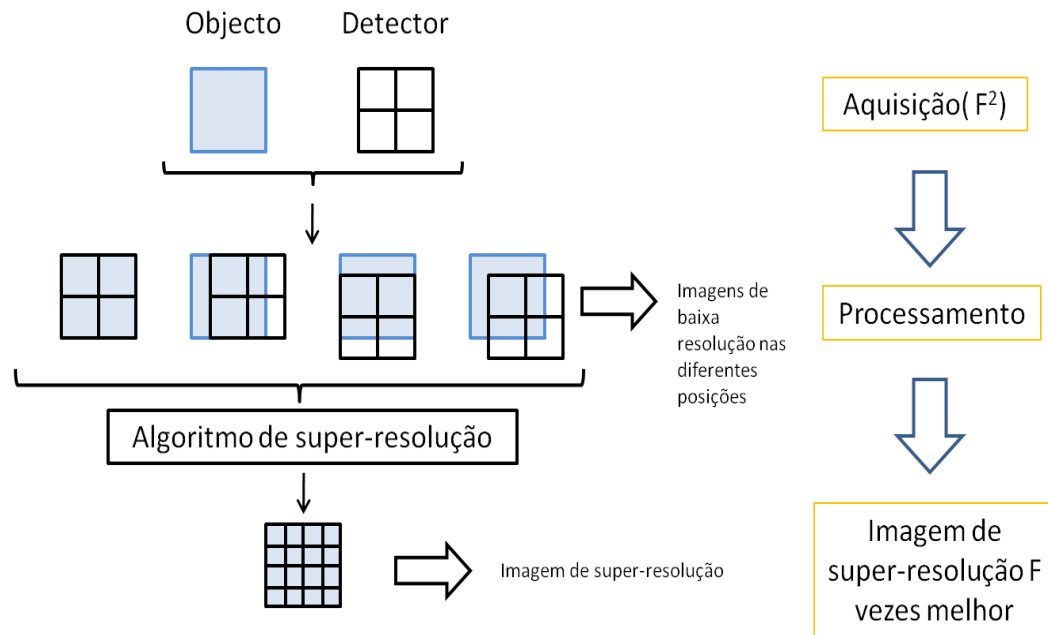 Objecto
Detector
Imagens de
baixa
resolução nas
diferentes
posições
Algoritmo de super-resolução
Imagem de super-resolução
Aquisição( F²)
Processamento
Imagem de
super-resolução F
vezes melhor